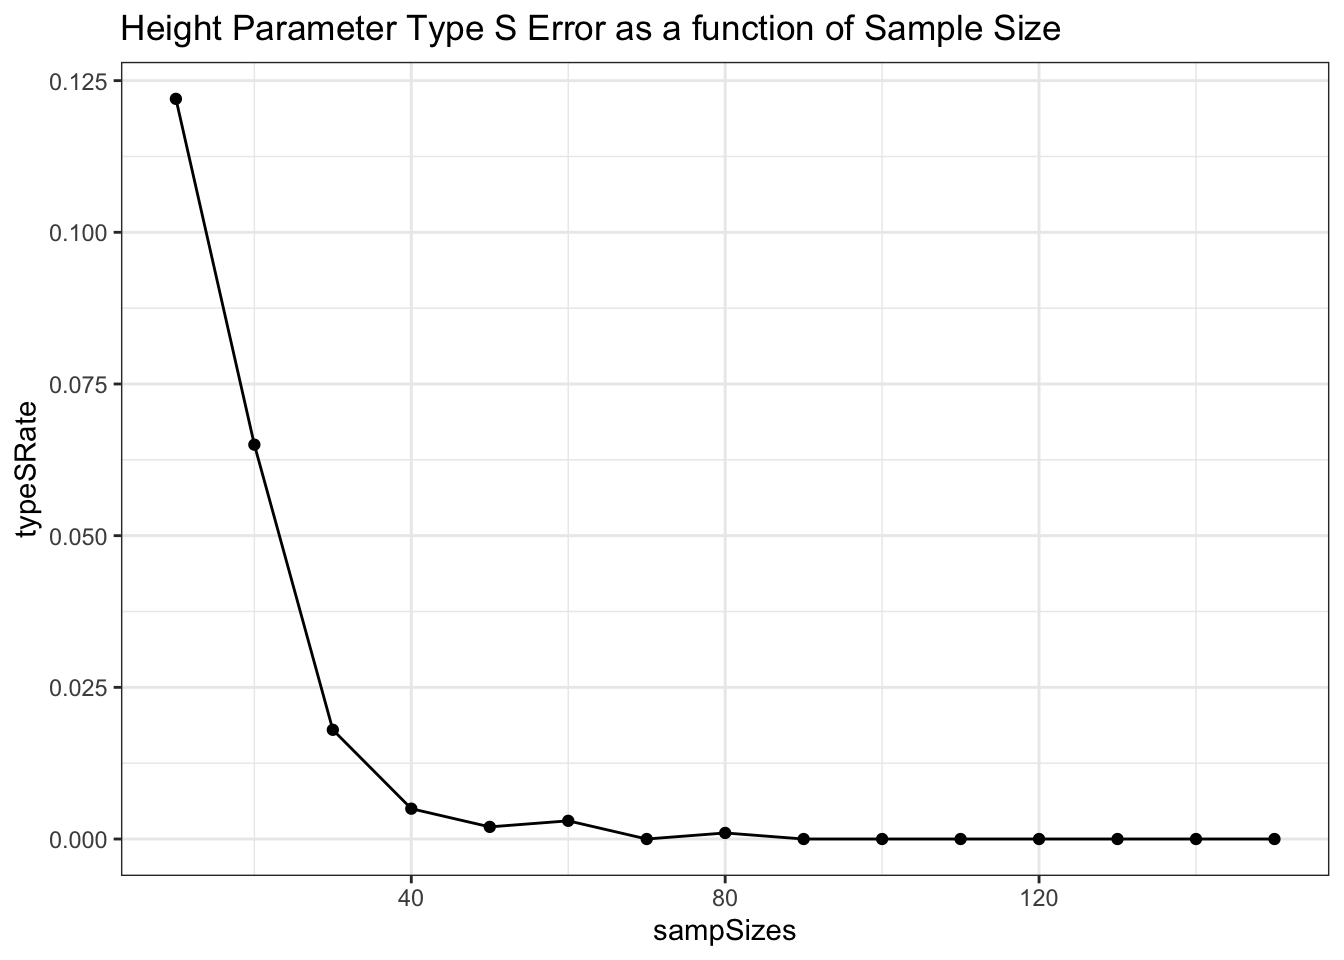 Height Parameter Type S Error as a function of Sample Size
0.125
0.100
0.075
0.050
0.025
0.000
typeSRate
40 80 120
sampSizes